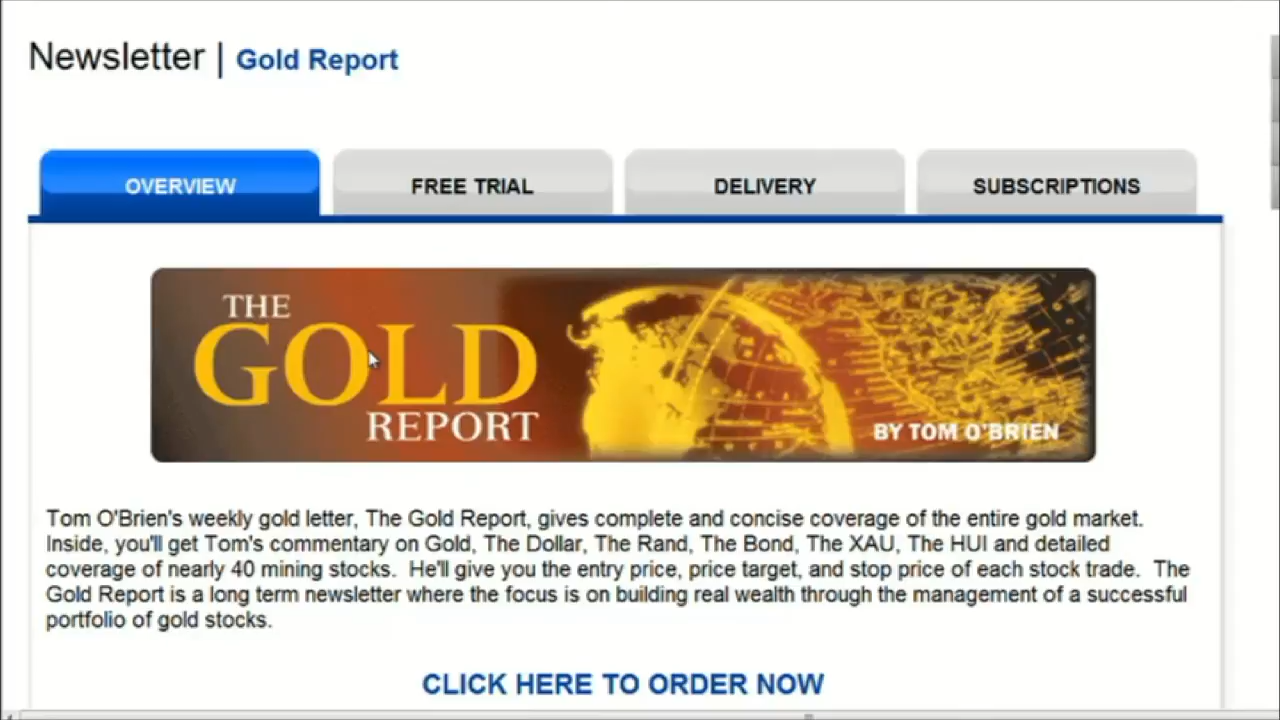 Newsletter | Gold Report
OVERVIEW
FREE TRIAL
DELIVERY
SUBSCRIPTIONS
THE
GOLD
REPORT
BY TOM O'BRIEN
Tom O'Brien's weekly gold letter, The Gold Report, gives complete and concise coverage of the entire gold market.
Inside, you'll get Tom's commentary on Gold, The Dollar, The Rand, The Bond, The XAU, The HUI and detailed
coverage of nearly 40 mining stocks.  He'll give you the entry price, price target, and stop price of each stock trade.  The
Gold Report is a long term newsletter where the focus is on building real wealth through the management of a successful
portfolio of gold stocks.
CLICK HERE TO ORDER NOW